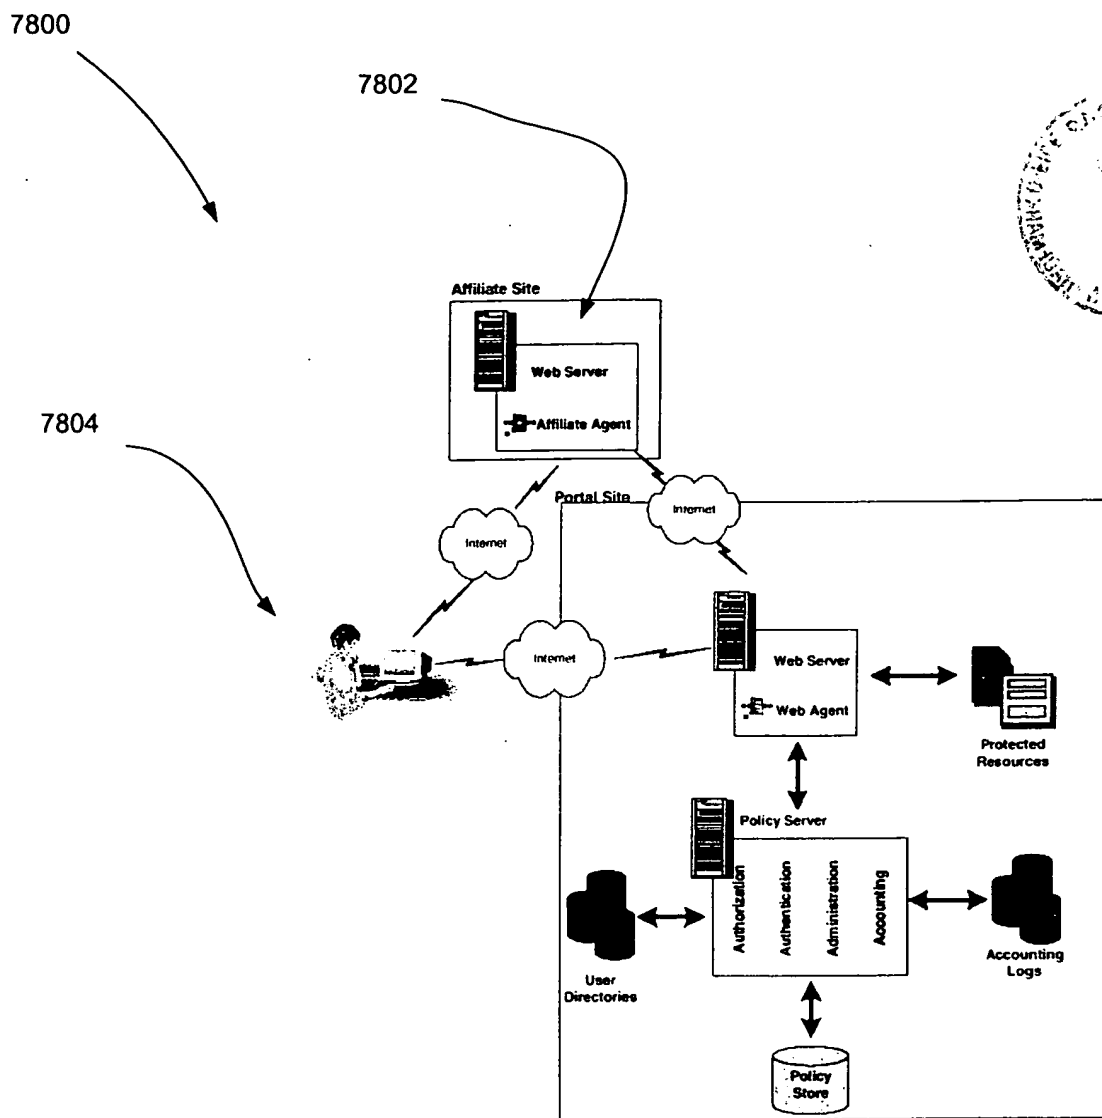 7800
7802
Affiliate Site
Web Server
Affiliate Agent
7804
Portal Site
Internet
Internet
Internet
Web Server
Web Agent
Protected
Resources
Policy Server
Authorization
Authentication
Administration
Accounting
User
Directories
Accounting
Logs
Policy
Store